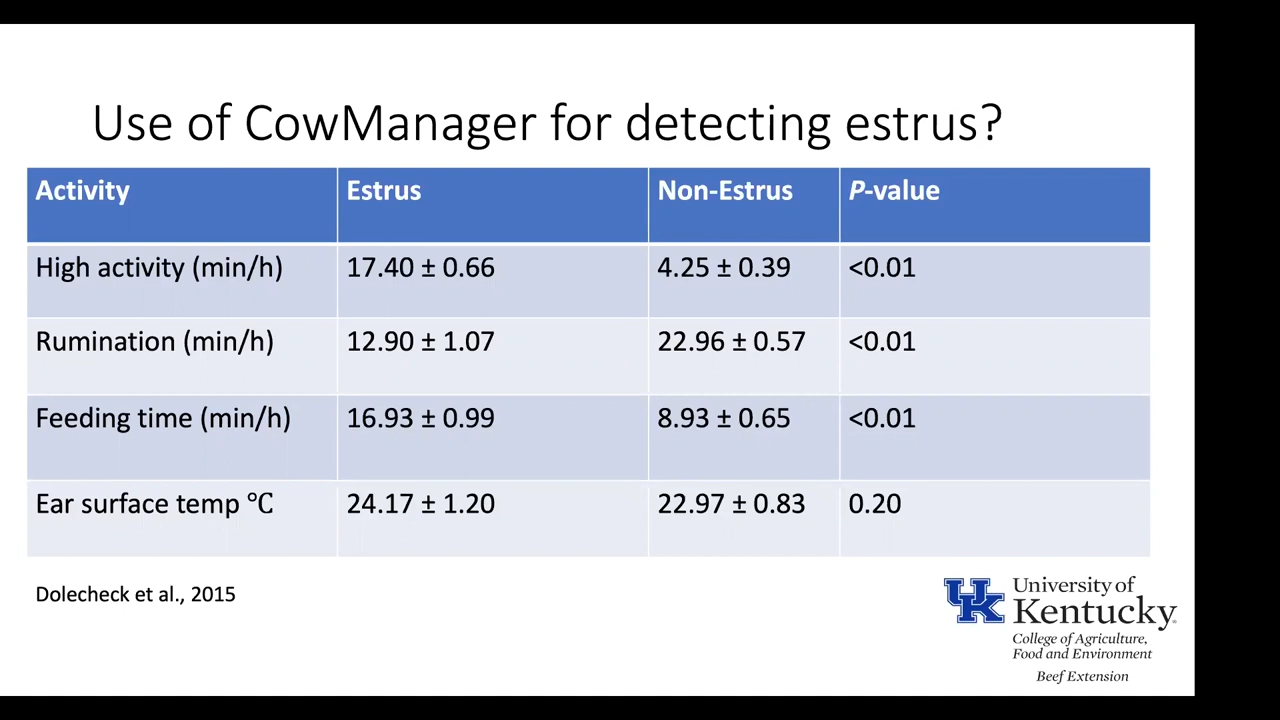 Use of CowManager for detecting estrus?
Activity Estrus Non-Estrus P-value
High activity (min/h) 17.40 ± 0.66 4.25 ± 0.39 <0.01
Rumination (min/h) 12.90 ± 1.07 22.96 ± 0.57 <0.01
Feeding time (min/h) 16.93 ± 0.99 8.93 ± 0.65 <0.01
Ear surface temp ℃ 24.17 ± 1.20 22.97 ± 0.83 0.20
Dolecheck et al., 2015
UK
University of
Kentucky
College of Agriculture,
Food and Environment
Beef Extension